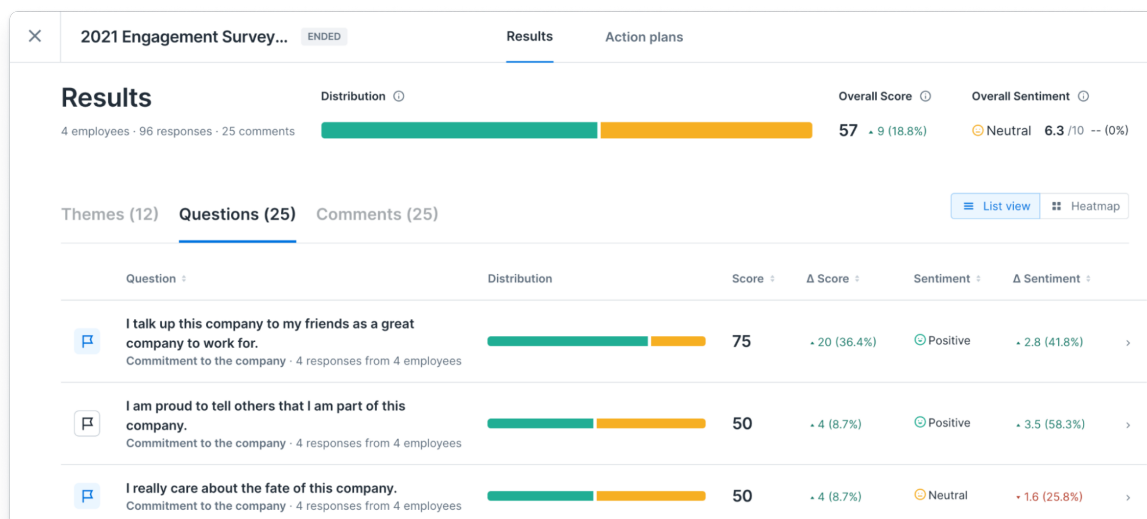 2021 Engagement Survey... ENDED Results Action plans
Results
4 employees · 96 responses · 25 comments
Distribution
Overall Score
57 9 (18.8%)
Overall Sentiment
Neutral 6.3 /10 -- (0%)
Themes (12) Questions (25) Comments (25)
List view Heatmap
Question Distribution Score Δ Score Sentiment Δ Sentiment
I talk up this company to my friends as a great
company to work for.
Commitment to the company · 4 responses from 4 employees
75 20 (36.4%) Positive 2.8 (41.8%)
I am proud to tell others that I am part of this
company.
Commitment to the company · 4 responses from 4 employees
50 4 (8.7%) Positive 3.5 (58.3%)
I really care about the fate of this company.
Commitment to the company · 4 responses from 4 employees
50 4 (8.7%) Neutral 1.6 (25.8%)